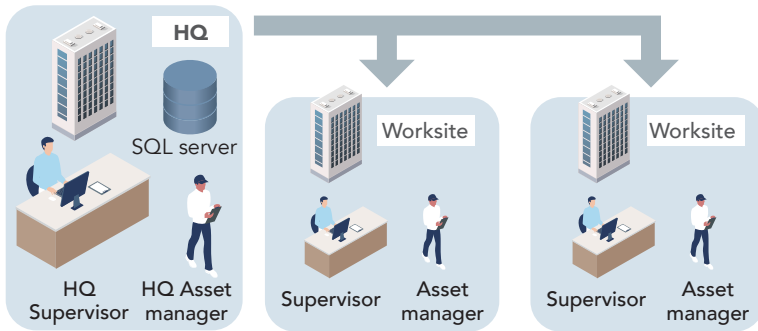 HQ
SQL server
HQ
Supervisor
HQ Asset
manager
Worksite
Supervisor
Asset
manager
Worksite
Supervisor
Asset
manager